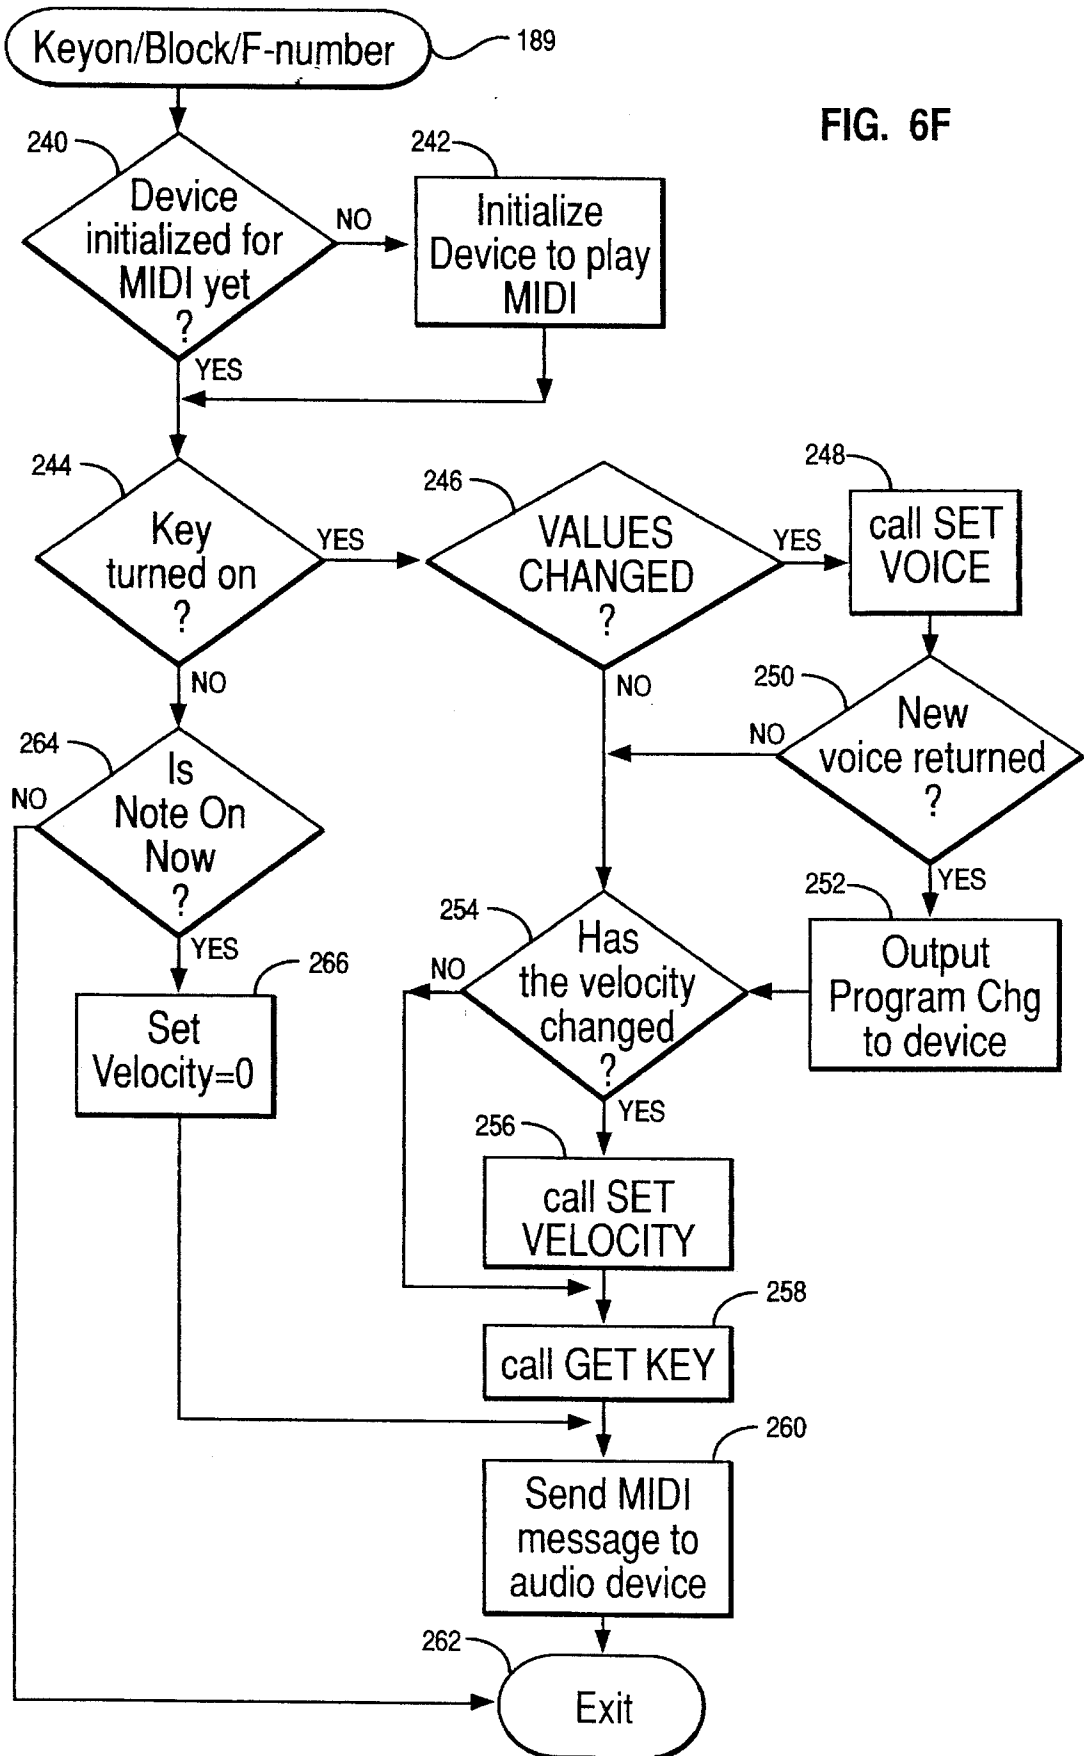 Keyon/Block/F-number
189
FIG. 6F
240
Device
initialized for
MIDI yet
?
NO
242
Initialize
Device to play
MIDI
YES
244
Key
turned on
?
YES
246
VALUES
CHANGED
?
YES
248
call SET
VOICE
NO
NO
250
New
voice returned
?
NO
YES
264
Is
Note On
Now
?
NO
YES
252
Output
Program Chg
to device
254
Has
the velocity
changed
?
NO
YES
266
Set
Velocity=0
256
call SET
VELOCITY
258
call GET KEY
260
Send MIDI
message to
audio device
262
Exit